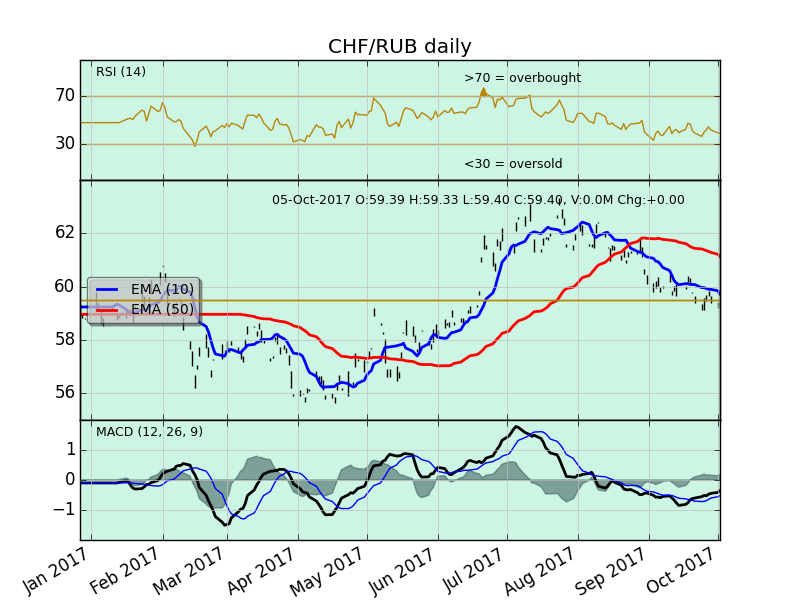 CHF/RUB daily
RSI (14)
>70 = overbought
70
30
<30 = oversold
05-Oct-2017 O:59.39 H:59.33 L:59.40 C:59.40, V:0.0M Chg:+0.00
62
60
58
56
EMA (10)
EMA (50)
MACD (12, 26, 9)
1
0
−1
Jan 2017
Feb 2017
Mar 2017
Apr 2017
May 2017
Jun 2017
Jul 2017
Aug 2017
Sep 2017
Oct 2017